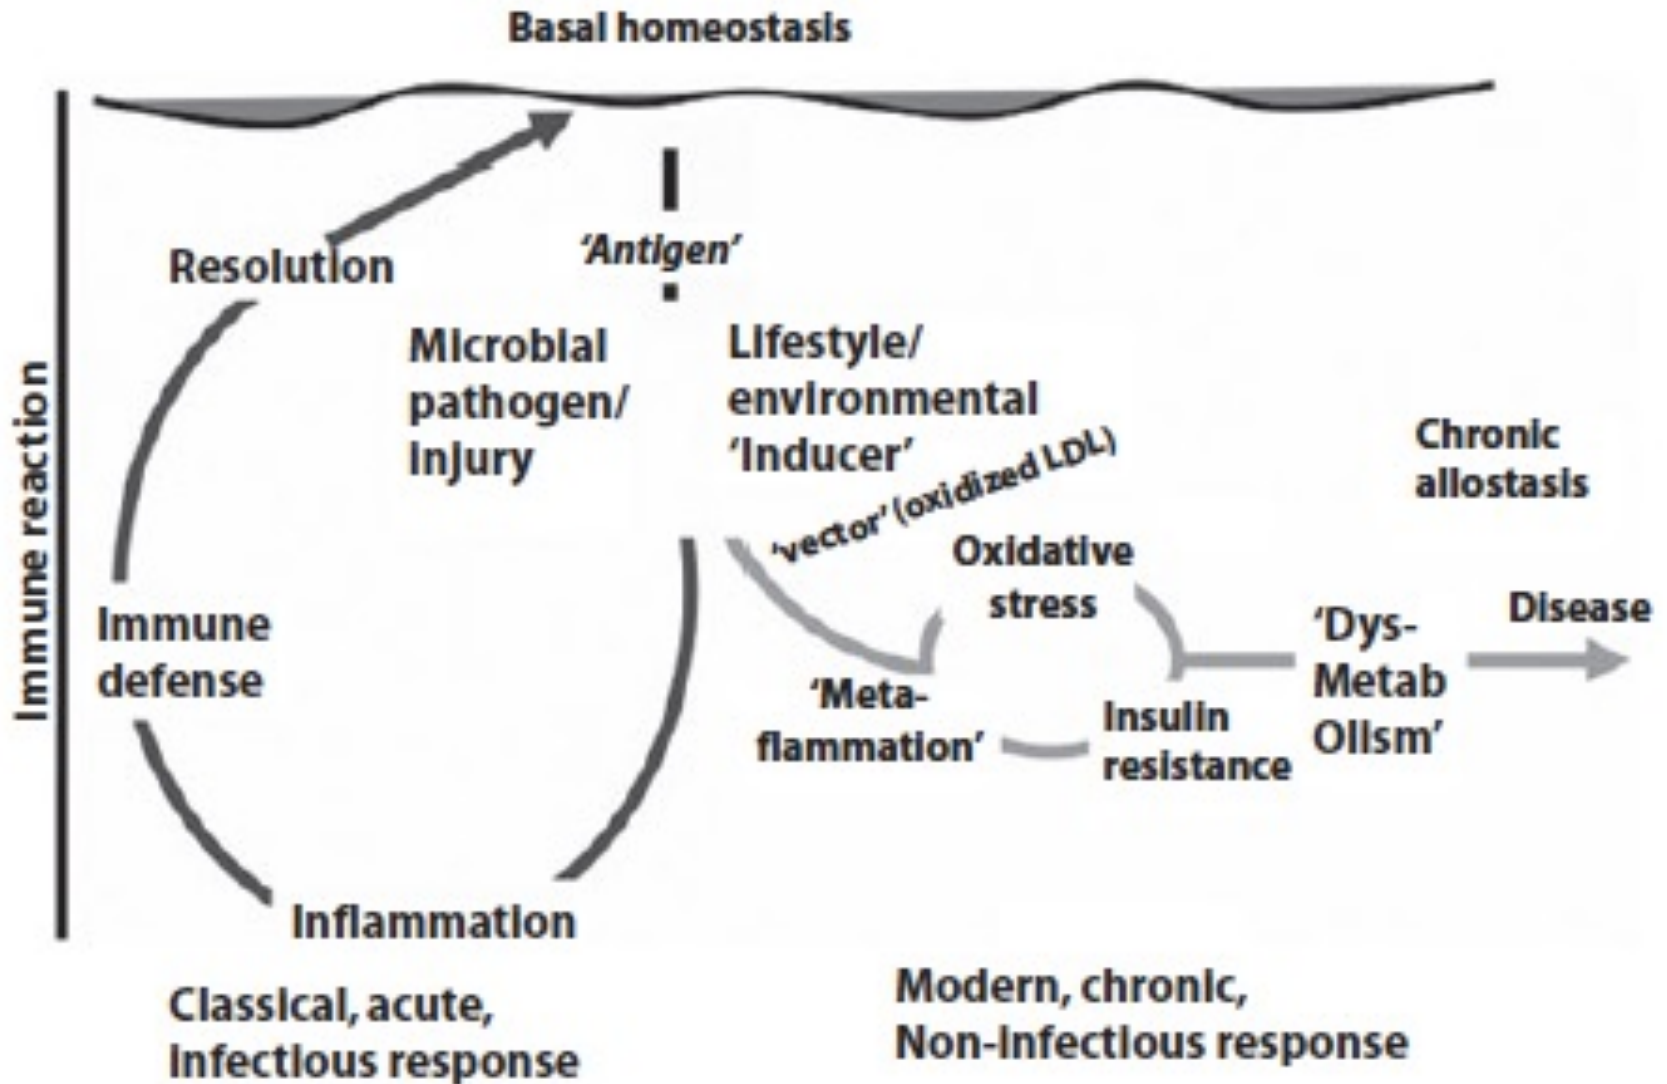 Basal homeostasis
Immune reaction
'Antigen'
Resolution
Microbial
pathogen/
injury
Lifestyle/
environmental
'Inducer'
'vector' (oxidized LDL)
Chronic
allostasis
Oxidative
stress
Immune
defense
'Meta-
flammation'
Insulin
resistance
'Dys-
Metab
Olism'
Disease
Inflammation
Classical, acute,
Infectious response
Modern, chronic,
Non-Infectious response